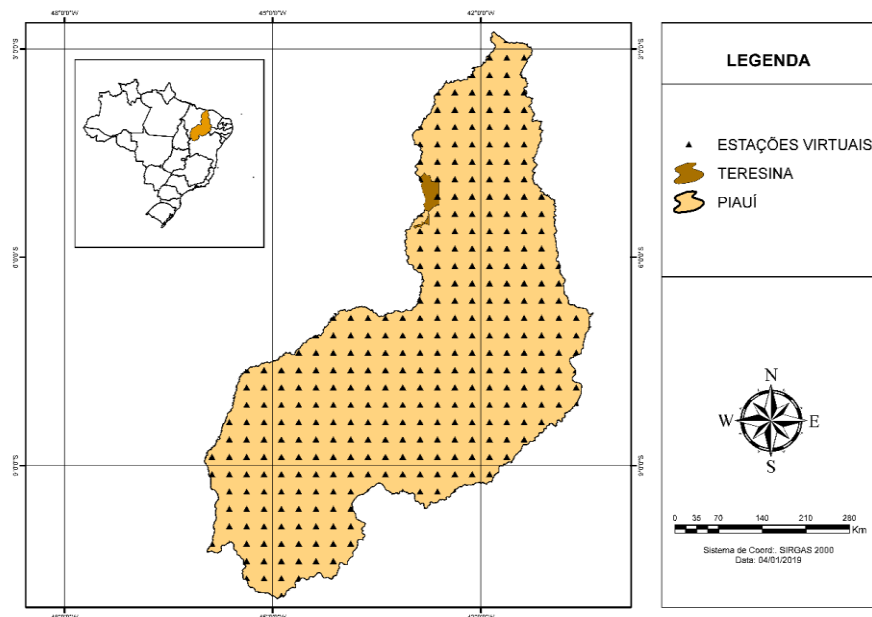 48°0'0"W 45°0'0"W 42°0'0"W
3°0'0"S 3°0'0"S
6°0'0"S 6°0'0"S
9°0'0"S 9°0'0"S
LEGENDA
ESTAÇÕES VIRTUAIS
TERESINA
PIAUÍ
N
W E
S
0 35 70 140 210 280
Km
Sistema de Coord:. SIRGAS 2000
Data: 04/01/2019